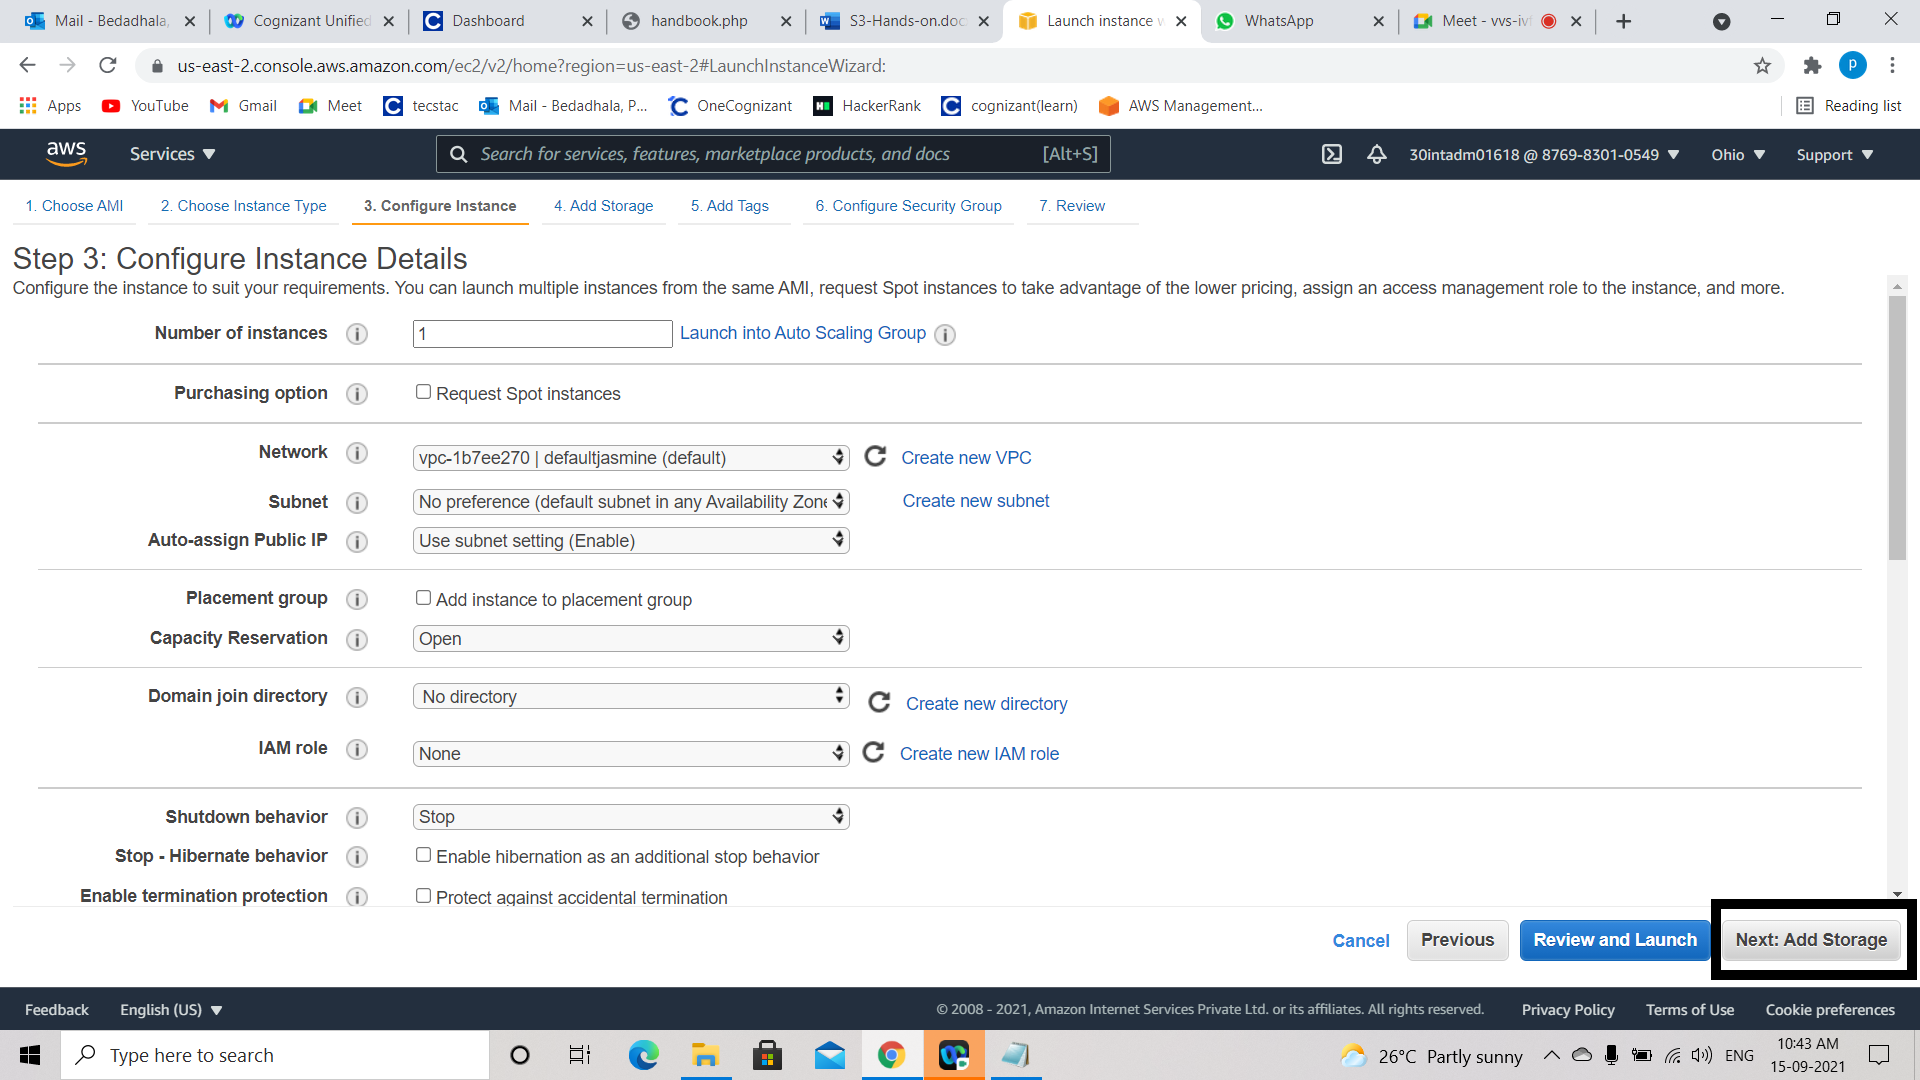 Mail - Bedadhala, Cognizant Unified Dashboard handbook.php S3-Hands-on.doc Launch instance w WhatsApp Meet - vvs-ivf
us-east-2.console.aws.amazon.com/ec2/v2/home?region=us-east-2#LaunchInstanceWizard: p
Apps YouTube Gmail Meet tecstac Mail - Bedadhala, P... OneCognizant HackerRank cognizant(learn) AWS Management... Reading list
aws Services Search for services, features, marketplace products, and docs [Alt+S] 30intadm01618 @ 8769-8301-0549 Ohio Support
1. Choose AMI 2. Choose Instance Type 3. Configure Instance 4. Add Storage 5. Add Tags 6. Configure Security Group 7. Review
Step 3: Configure Instance Details
Configure the instance to suit your requirements. You can launch multiple instances from the same AMI, request Spot instances to take advantage of the lower pricing, assign an access management role to the instance, and more.
Number of instances 1 Launch into Auto Scaling Group
Purchasing option Request Spot instances
Network vpc-1b7ee270 | defaultjasmine (default) Create new VPC
Subnet No preference (default subnet in any Availability Zone Create new subnet
Auto-assign Public IP Use subnet setting (Enable)
Placement group Add instance to placement group
Capacity Reservation Open
Domain join directory No directory Create new directory
IAM role None Create new IAM role
Shutdown behavior Stop
Stop - Hibernate behavior Enable hibernation as an additional stop behavior
Enable termination protection Protect against accidental termination
Cancel Previous Review and Launch Next: Add Storage
Feedback English (US) © 2008 - 2021, Amazon Internet Services Private Ltd. or its affiliates. All rights reserved. Privacy Policy Terms of Use Cookie preferences
Type here to search 26°C Partly sunny ENG 10:43 AM
15-09-2021